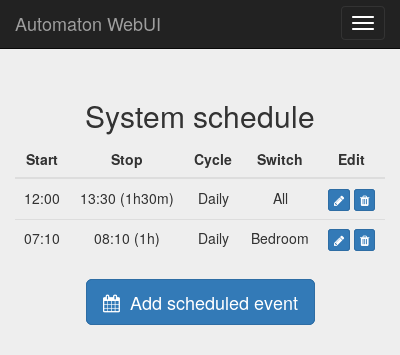 Automaton WebUI
System schedule
Start Stop Cycle Switch Edit
12:00 13:30 (1h30m) Daily All
07:10 08:10 (1h) Daily Bedroom
Add scheduled event